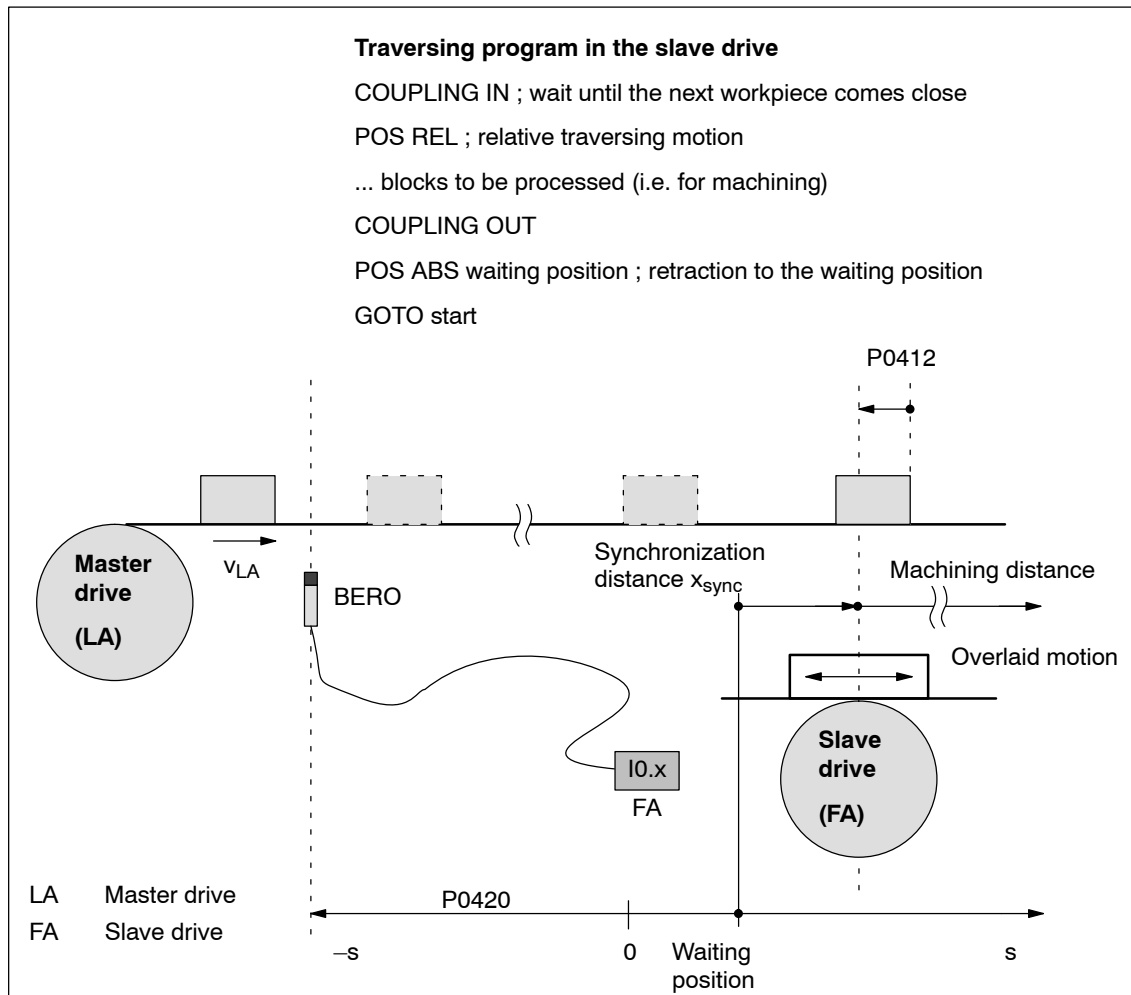 Traversing program in the slave drive
COUPLING IN ; wait until the next workpiece comes close
POS REL ; relative traversing motion
... blocks to be processed (i.e. for machining)
COUPLING OUT
POS ABS waiting position ; retraction to the waiting position
GOTO start
P0412
Master
drive
(LA)
vLA
BERO
Synchronization
distance xsync
Machining distance
Overlaid motion
I0.x
FA
Slave
drive
(FA)
LA Master drive
FA Slave drive
P0420
–s
0
Waiting
position
s